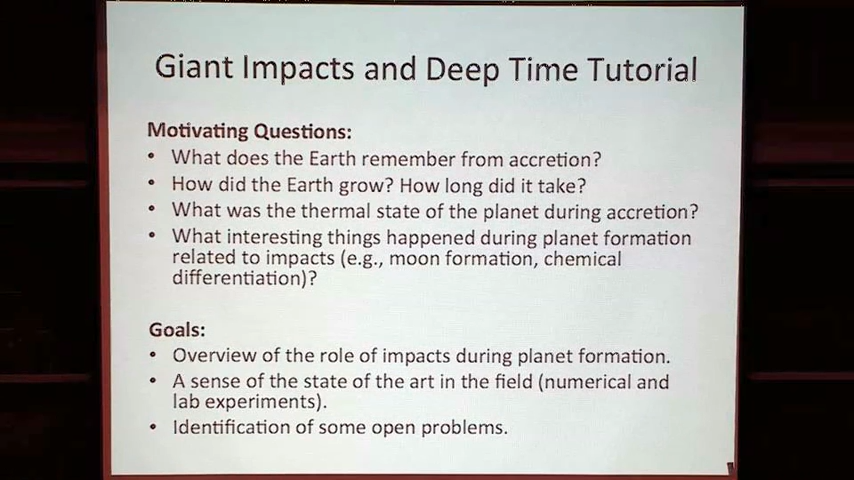 Giant Impacts and Deep Time Tutorial
Motivating Questions:
• What does the Earth remember from accretion?
• How did the Earth grow? How long did it take?
• What was the thermal state of the planet during accretion?
• What interesting things happened during planet formation
related to impacts (e.g., moon formation, chemical
differentiation)?
Goals:
• Overview of the role of impacts during planet formation.
• A sense of the state of the art in the field (numerical and
lab experiments).
• Identification of some open problems.